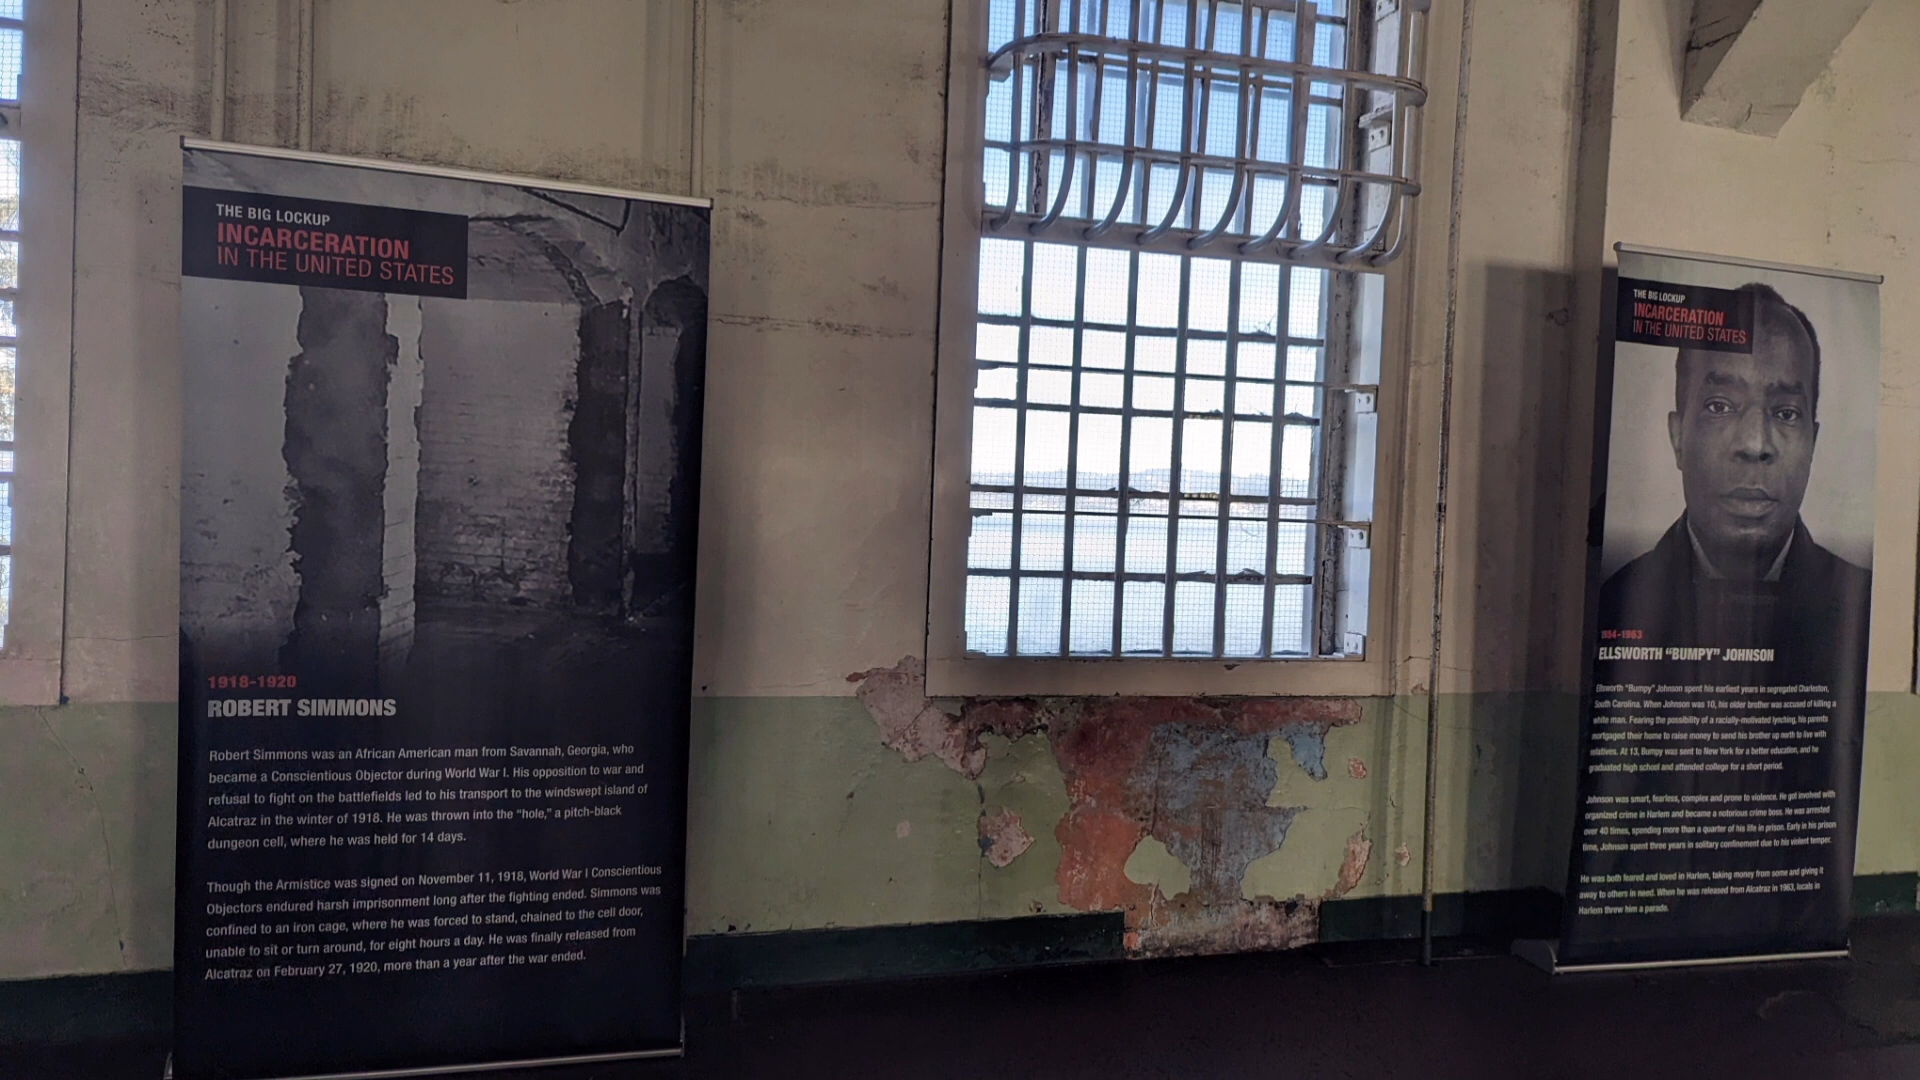 THE BIG LOCKUP
INCARCERATION
IN THE UNITED STATES
1918-1920
ROBERT SIMMONS
Robert Simmons was an African American man from Savannah, Georgia, who
became a Conscientious Objector during World War I. His opposition to war and
refusal to fight on the battlefields led to his transport to the windswept island of
Alcatraz in the winter of 1918. He was thrown into the “hole,” a pitch-black
dungeon cell, where he was held for 14 days.
Though the Armistice was signed on November 11, 1918, World War I Conscientious
Objectors endured harsh imprisonment long after the fighting ended. Simmons was
confined to an iron cage, where he was forced to stand, chained to the cell door,
unable to sit or turn around, for eight hours a day. He was finally released from
Alcatraz on February 27, 1920, more than a year after the war ended.
THE BIG LOCKUP
INCARCERATION
IN THE UNITED STATES
1954-1963
ELLSWORTH “BUMPY” JOHNSON
Ellsworth “Bumpy” Johnson spent his earliest years in segregated Charleston,
South Carolina. When Johnson was 10, his older brother was accused of killing a
white man. Fearing the possibility of a racially-motivated lynching, his parents
mortgaged their home to raise money to send his brother up north to live with
relatives. At 13, Bumpy was sent to New York for a better education, and he
graduated high school and attended college for a short period.
Johnson was smart, fearless, complex and prone to violence. He got involved with
organized crime in Harlem and became a notorious crime boss. He was arrested
over 40 times, spending more than a quarter of his life in prison. Early in his prison
time, Johnson spent three years in solitary confinement due to his violent temper.
He was both feared and loved in Harlem, taking money from some and giving it
away to others in need. When he was released from Alcatraz in 1963, locals in
Harlem threw him a parade.